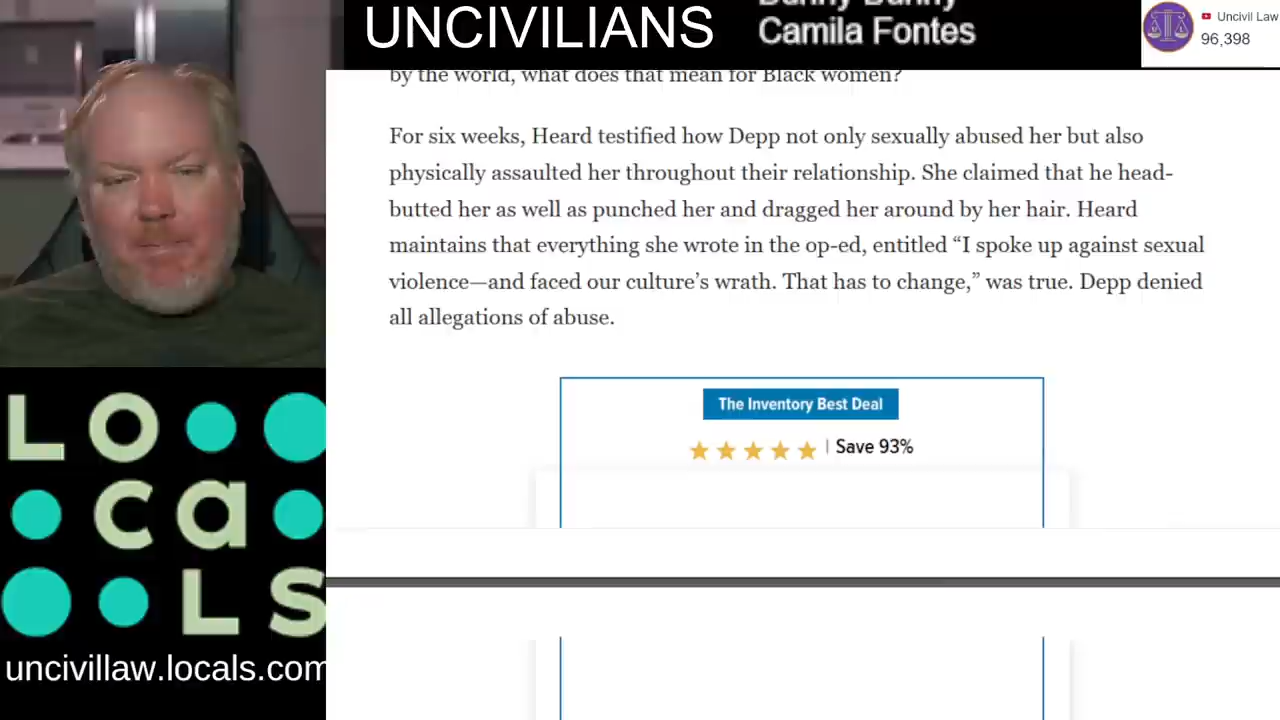 UNCIVILIANS
Camila Fontes
Uncivil Law
96,398
by the world, what does that mean for Black women?
For six weeks, Heard testified how Depp not only sexually abused her but also
physically assaulted her throughout their relationship. She claimed that he head-
butted her as well as punched her and dragged her around by her hair. Heard
maintains that everything she wrote in the op-ed, entitled “I spoke up against sexual
violence—and faced our culture’s wrath. That has to change,” was true. Depp denied
all allegations of abuse.
The Inventory Best Deal
| Save 93%
Lo
ca
LS
uncivillaw.locals.com